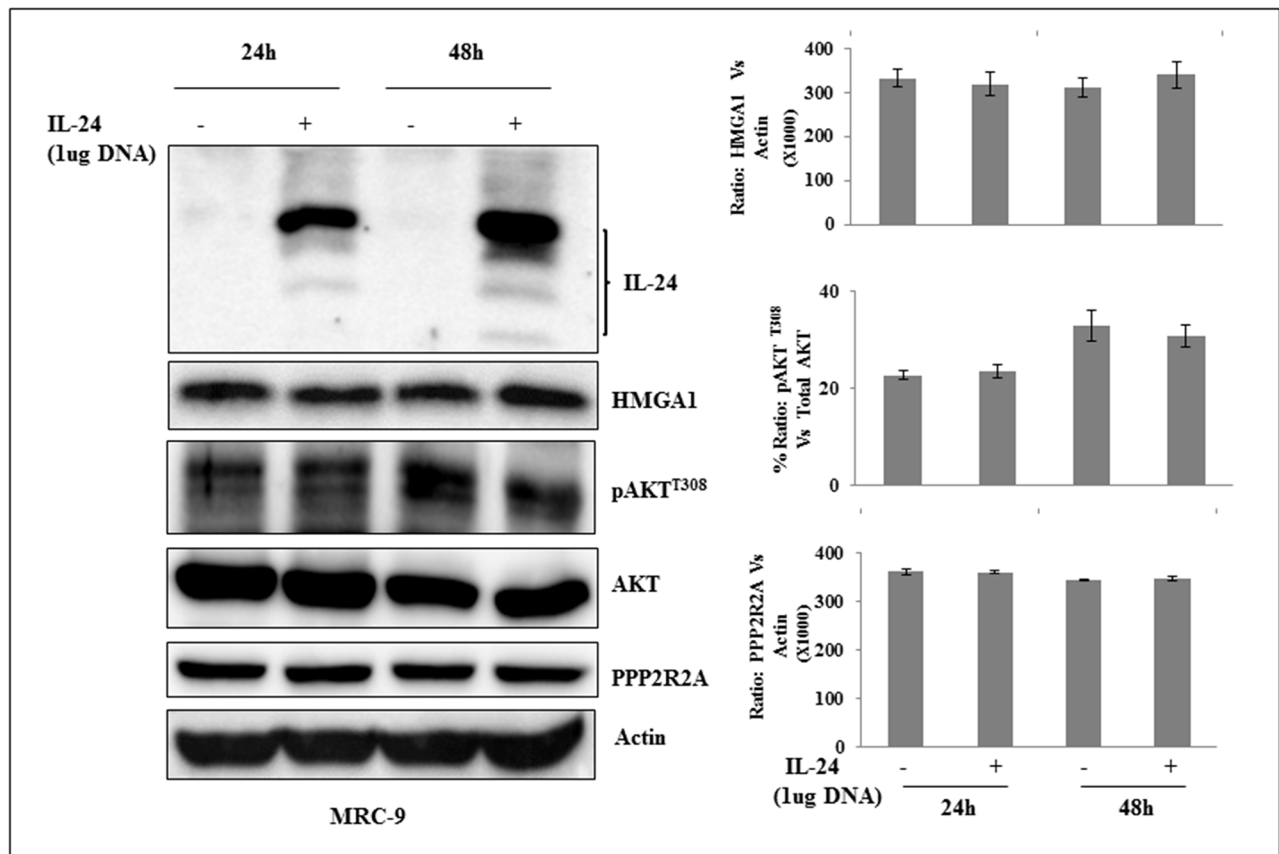 24h 48h
IL-24 - + - +
(1ug DNA)
IL-24
HMGA1
pAKT^T308
AKT
PPP2R2A
Actin
MRC-9
Ratio: HMGA1 Vs
Actin
(X1000)
400
300
200
100
0
% Ratio: pAKT T308
Vs Total AKT
40
20
0
Ratio: PPP2R2A Vs
Actin
(X1000)
400
300
200
100
0
IL-24 - + - +
(1ug DNA)
24h 48h